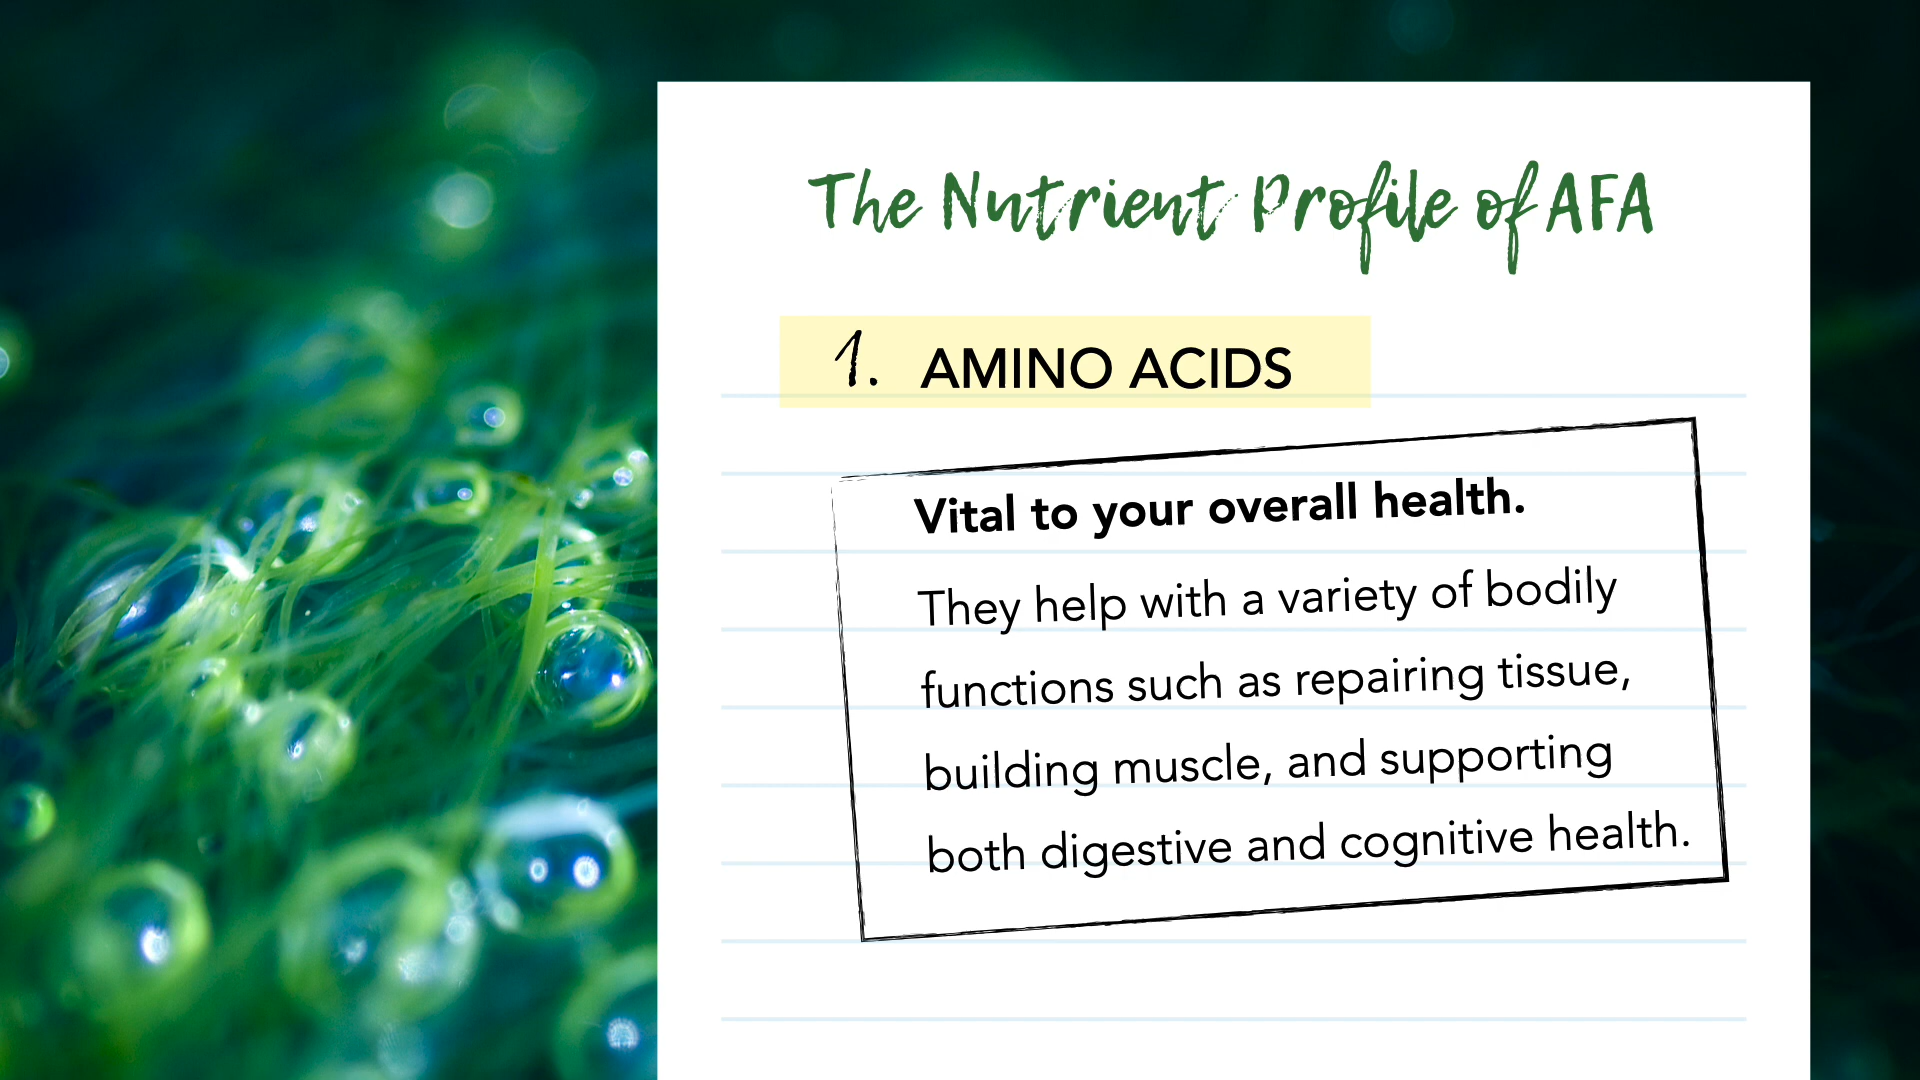 The Nutrient Profile of AFA
1. AMINO ACIDS
Vital to your overall health.
They help with a variety of bodily
functions such as repairing tissue,
building muscle, and supporting
both digestive and cognitive health.